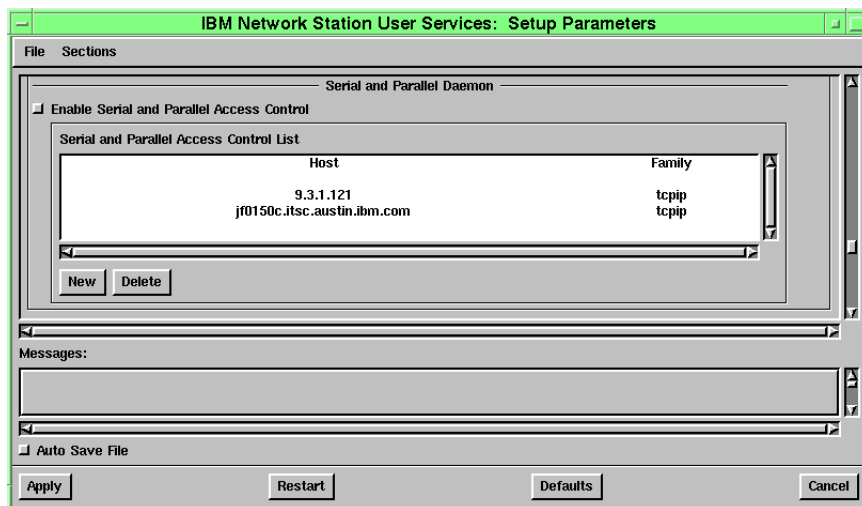 IBM Network Station User Services: Setup Parameters
File Sections
Serial and Parallel Daemon
Enable Serial and Parallel Access Control
Serial and Parallel Access Control List
Host Family
9.3.1.121 tcpip
jf0150c.itsc.austin.ibm.com tcpip
New Delete
Messages:
Auto Save File
Apply Restart Defaults Cancel